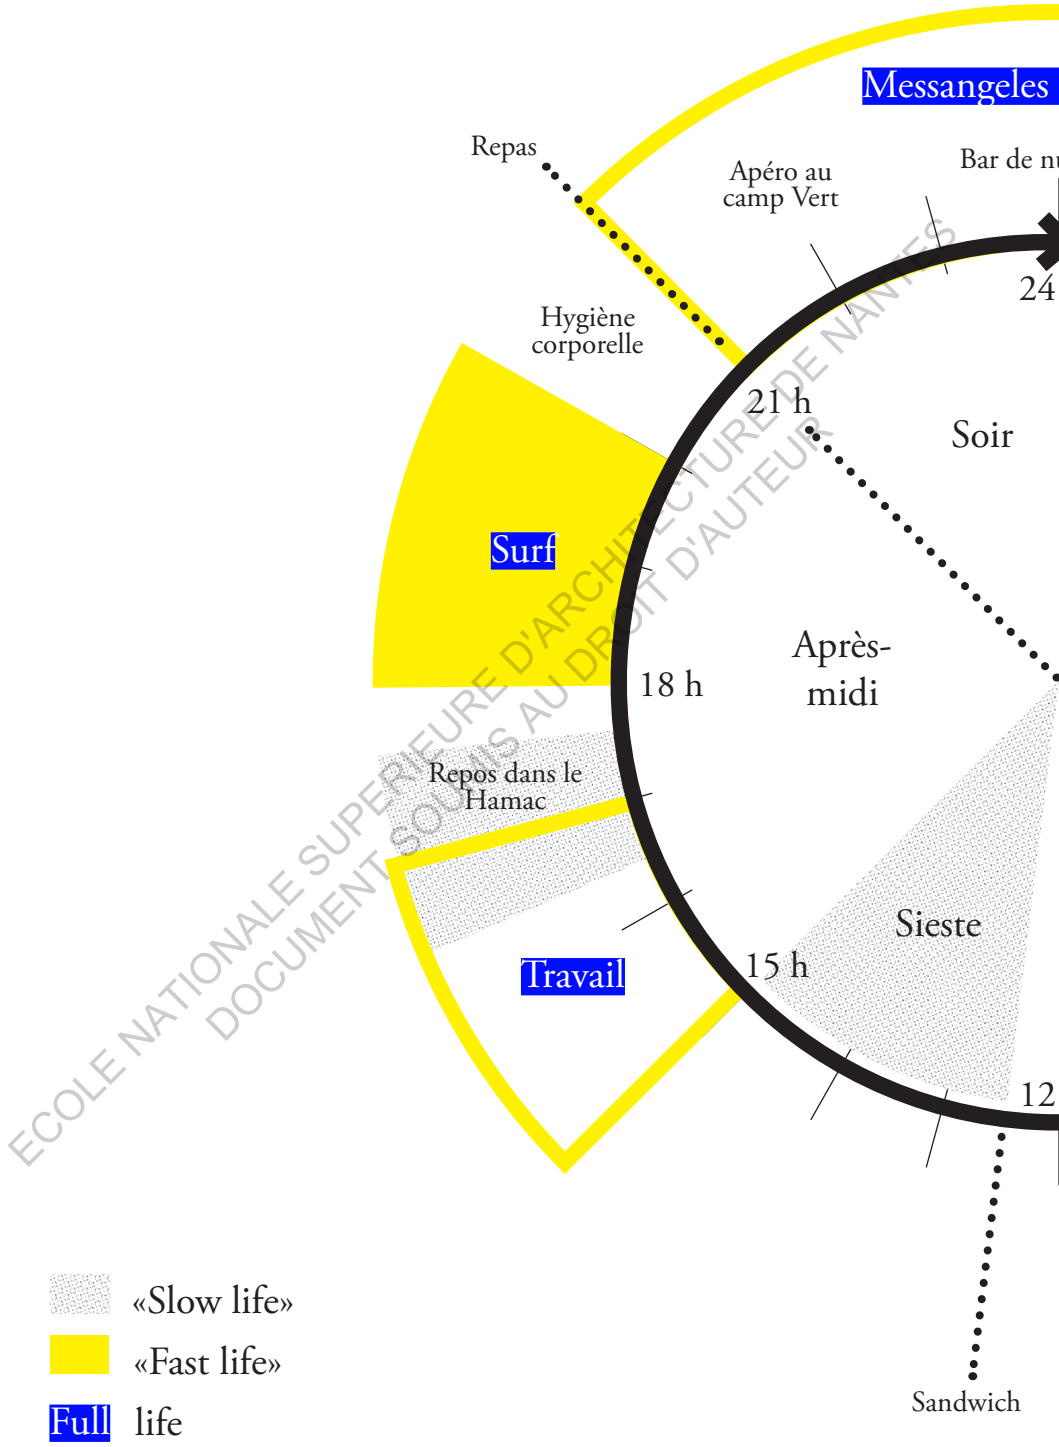 Messangeles
Repas
Bar de nu
Apéro au
camp Vert
24
Hygiène
corporelle
21 h
Soir
Surf
Après-
midi
18 h
Repos dans le
Hamac
Sieste
Travail
15 h
12
ECOLE NATIONALE SUPERIEURE D'ARCHITECTURE DE NANTES
DOCUMENT SOUMIS AU DROIT D'AUTEUR
«Slow life»
«Fast life»
Full life
Sandwich